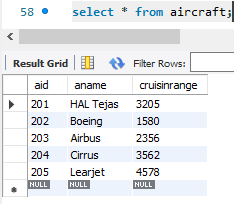 58 select * from aircraft;
Result Grid Filter Rows:
aid aname cruisinrange
201 HAL Tejas 3205
202 Boeing 1580
203 Airbus 2356
204 Cirrus 3562
205 Learjet 4578
NULL NULL NULL